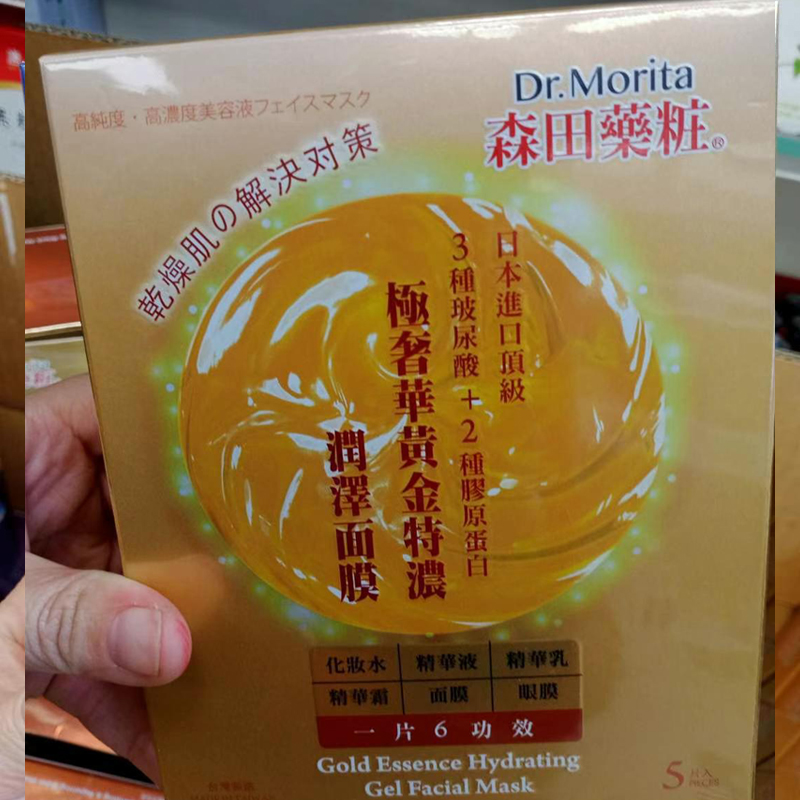 Dr.Morita
森田藥粧®
高純度・高濃度美容液フェイスマスク
乾燥肌の解決対策
日本進口頂級
3種玻尿酸+2種膠原蛋白
極奢華黃金特濃
潤澤面膜
化妝水 精華液 精華乳
精華霜 面膜 眼膜
一片6功效
Gold Essence Hydrating
Gel Facial Mask
5片入
PIECES